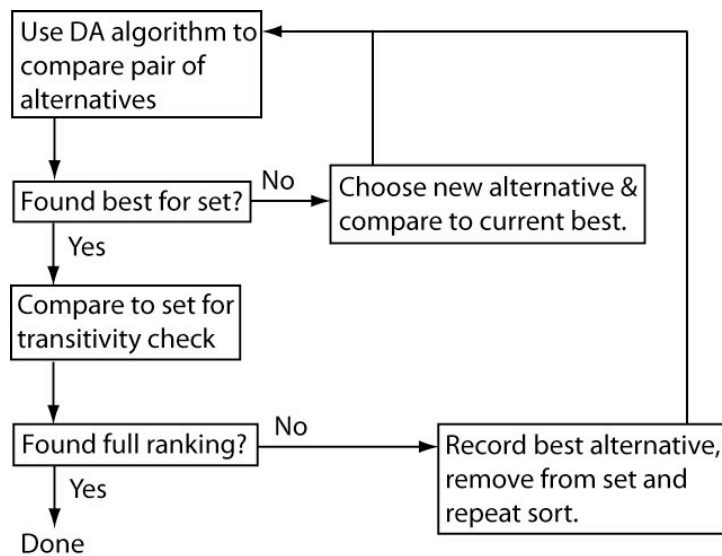 Use DA algorithm to
compare pair of
alternatives
Found best for set?
No
Choose new alternative &
compare to current best.
Yes
Compare to set for
transitivity check
Found full ranking?
No
Record best alternative,
remove from set and
repeat sort.
Yes
Done